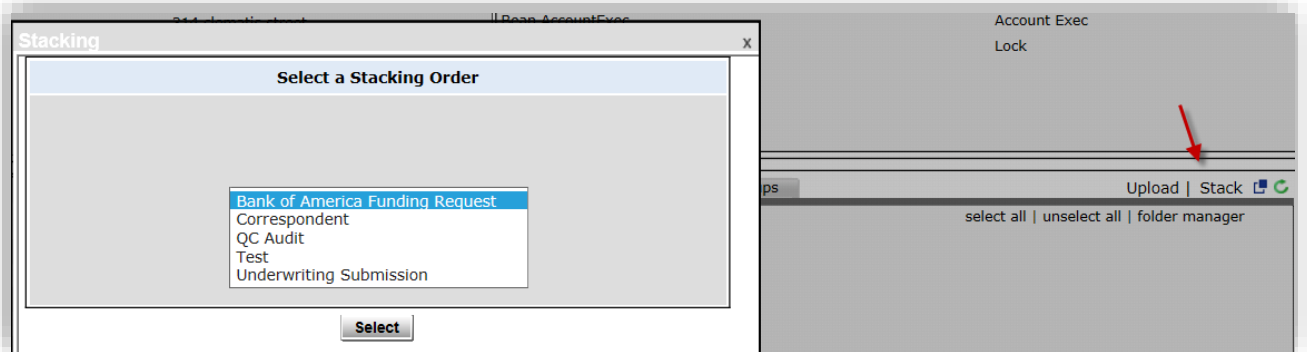 Account Exec
Stacking
x
Lock
Select a Stacking Order
Bank of America Funding Request
Correspondent
QC Audit
Test
Underwriting Submission
Select
Upload | Stack
select all | unselect all | folder manager